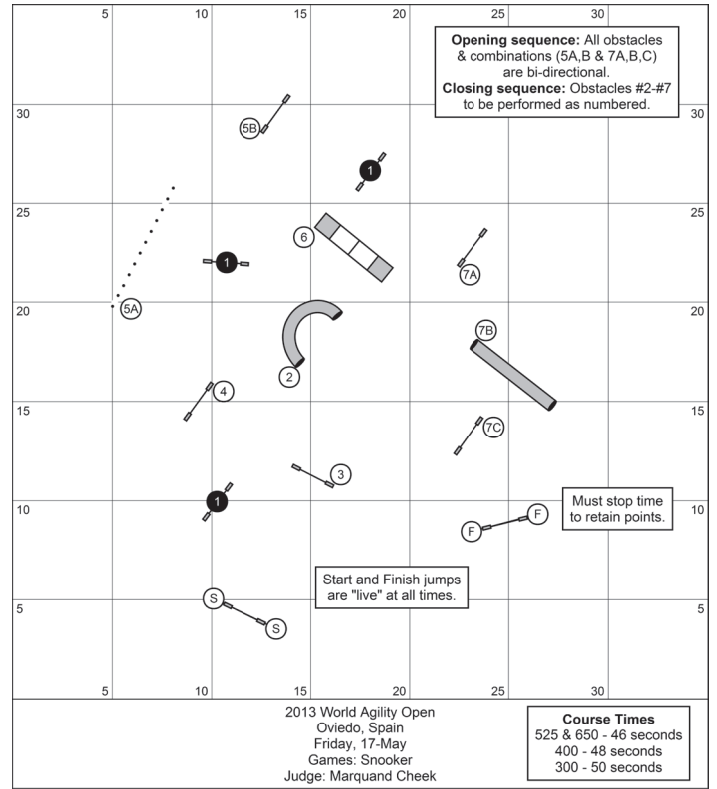 5
10
15
20
25
30
Opening sequence: All obstacles
& combinations (5A,B & 7A,B,C)
are bi-directional.
Closing sequence: Obstacles #2-#7
to be performed as numbered.
30
30
5B
1
25
25
6
7A
1
20
20
5A
7B
2
4
15
15
7C
3
10
10
1
Must stop time
to retain points.
F
F
Start and Finish jumps
are "live" at all times.
S
S
5
5
5
10
15
20
25
30
2013 World Agility Open
Oviedo, Spain
Friday, 17-May
Games: Snooker
Judge: Marquand Cheek
Course Times
525 & 650 - 46 seconds
400 - 48 seconds
300 - 50 seconds